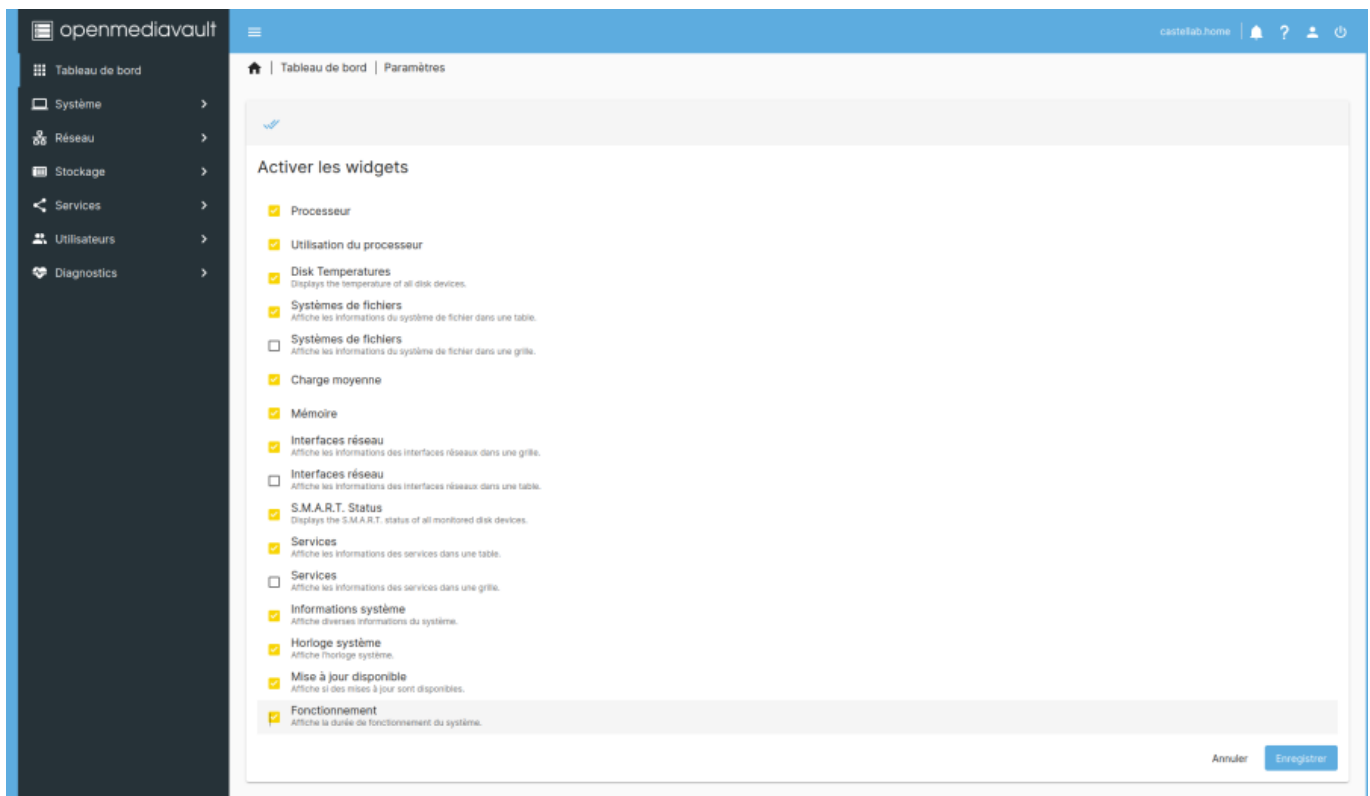 openmediavault
castellab.home
Tableau de bord
Système
Réseau
Stockage
Services
Utilisateurs
Diagnostics
Tableau de bord | Paramètres
Activer les widgets
Processeur
Utilisation du processeur
Disk Temperatures
Displays the temperature of all disk devices.
Systèmes de fichiers
Affiche les informations du système de fichier dans une table.
Systèmes de fichiers
Affiche les informations du système de fichier dans une grille.
Charge moyenne
Mémoire
Interfaces réseau
Affiche les informations des interfaces réseaux dans une grille.
Interfaces réseau
Affiche les informations des interfaces réseaux dans une table.
S.M.A.R.T. Status
Displays the S.M.A.R.T. status of all monitored disk devices.
Services
Affiche les informations des services dans une table.
Services
Affiche les informations des services dans une grille.
Informations système
Affiche diverses informations du système.
Horloge système
Affiche l'horloge système.
Mise à jour disponible
Affiche si des mises à jour sont disponibles.
Fonctionnement
Affiche la durée de fonctionnement du système.
Annuler
Enregistrer